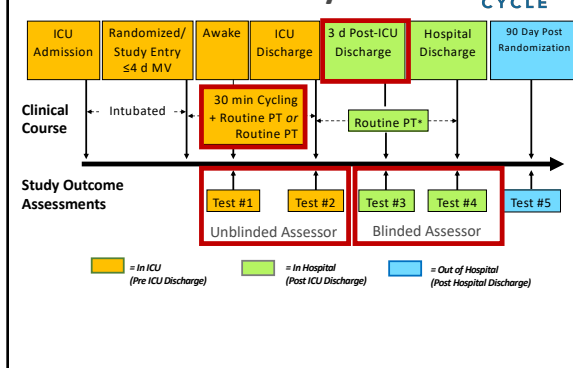 CYCLE
ICU
Admission
Randomized/
Study Entry
≤4 d MV
Awake
ICU
Discharge
3 d Post-ICU
Discharge
Hospital
Discharge
90 Day Post
Randomization
Clinical
Course
Intubated
30 min Cycling
+ Routine PT or
Routine PT
Routine PT*
Study Outcome
Assessments
Test #1
Test #2
Test #3
Test #4
Test #5
Unblinded Assessor
Blinded Assessor
= In ICU
(Pre ICU Discharge)
= In Hospital
(Post ICU Discharge)
= Out of Hospital
(Post Hospital Discharge)